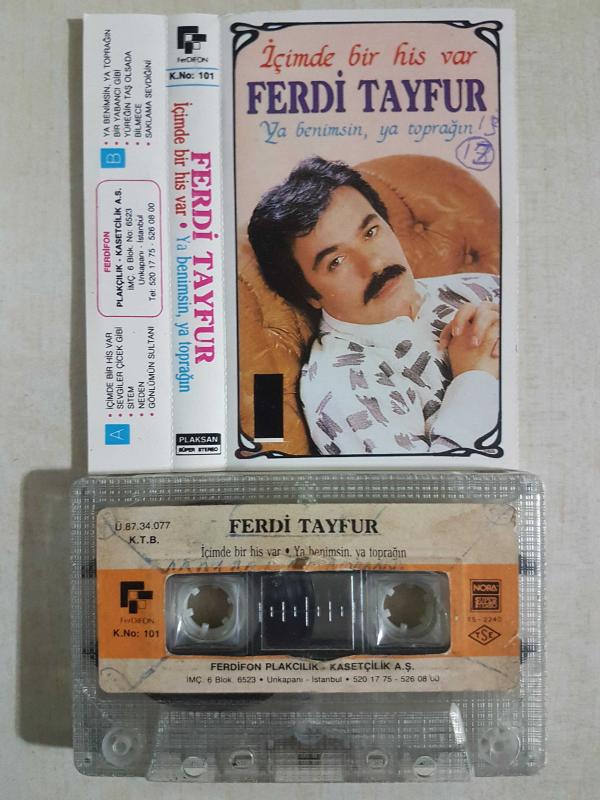 FerDiFON
K.No: 101
İçimde bir his var
FERDİ TAYFUR
Ya benimsin, ya toprağın
FERDİ TAYFUR
İçimde bir his var • Ya benimsin, ya toprağın
PLAKSAN
SÜPER STEREO
B
• YA BENİMSİN, YA TOPRAĞIN
• BİR YABANCI GİBİ
• YÜREĞİN TAŞ OLSADA
• BİLMECE
• SAKLAMA SEVDİĞİNİ
FERDİFON
PLAKÇILIK - KASETÇİLİK A.Ş.
İMÇ. 6 Blok. No: 6523
Unkapanı - İstanbul
Tel: 520 17 75 - 526 08 00
A
• İÇİMDE BİR HİS VAR
• SEVGİLER ÇİÇEK GİBİ
• SİTEM
• NEDEN
• GÖNLÜMÜN SULTANI
Ü.87.34.077
K.T.B.
FERDİ TAYFUR
İçimde bir his var • Ya benimsin, ya toprağın
FerDiFON
K.No: 101
NORA
SÜPER
STEREO
TS-2240
TSE
FERDİFON PLAKCILIK - KASETÇİLİK A.Ş.
İMÇ. 6 Blok. 6523 • Unkapanı - İstanbul • 520 17 75 - 526 08 00